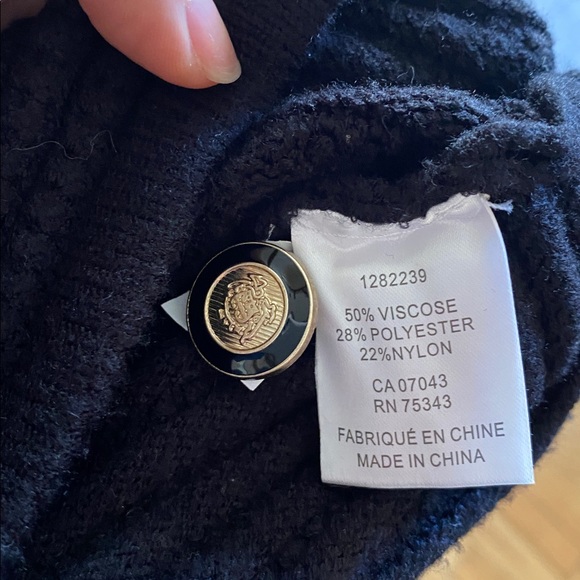 1282239
50% VISCOSE
28% POLYESTER
22%NYLON
CA 07043
RN 75343
FABRIQUÉ EN CHINE
MADE IN CHINA